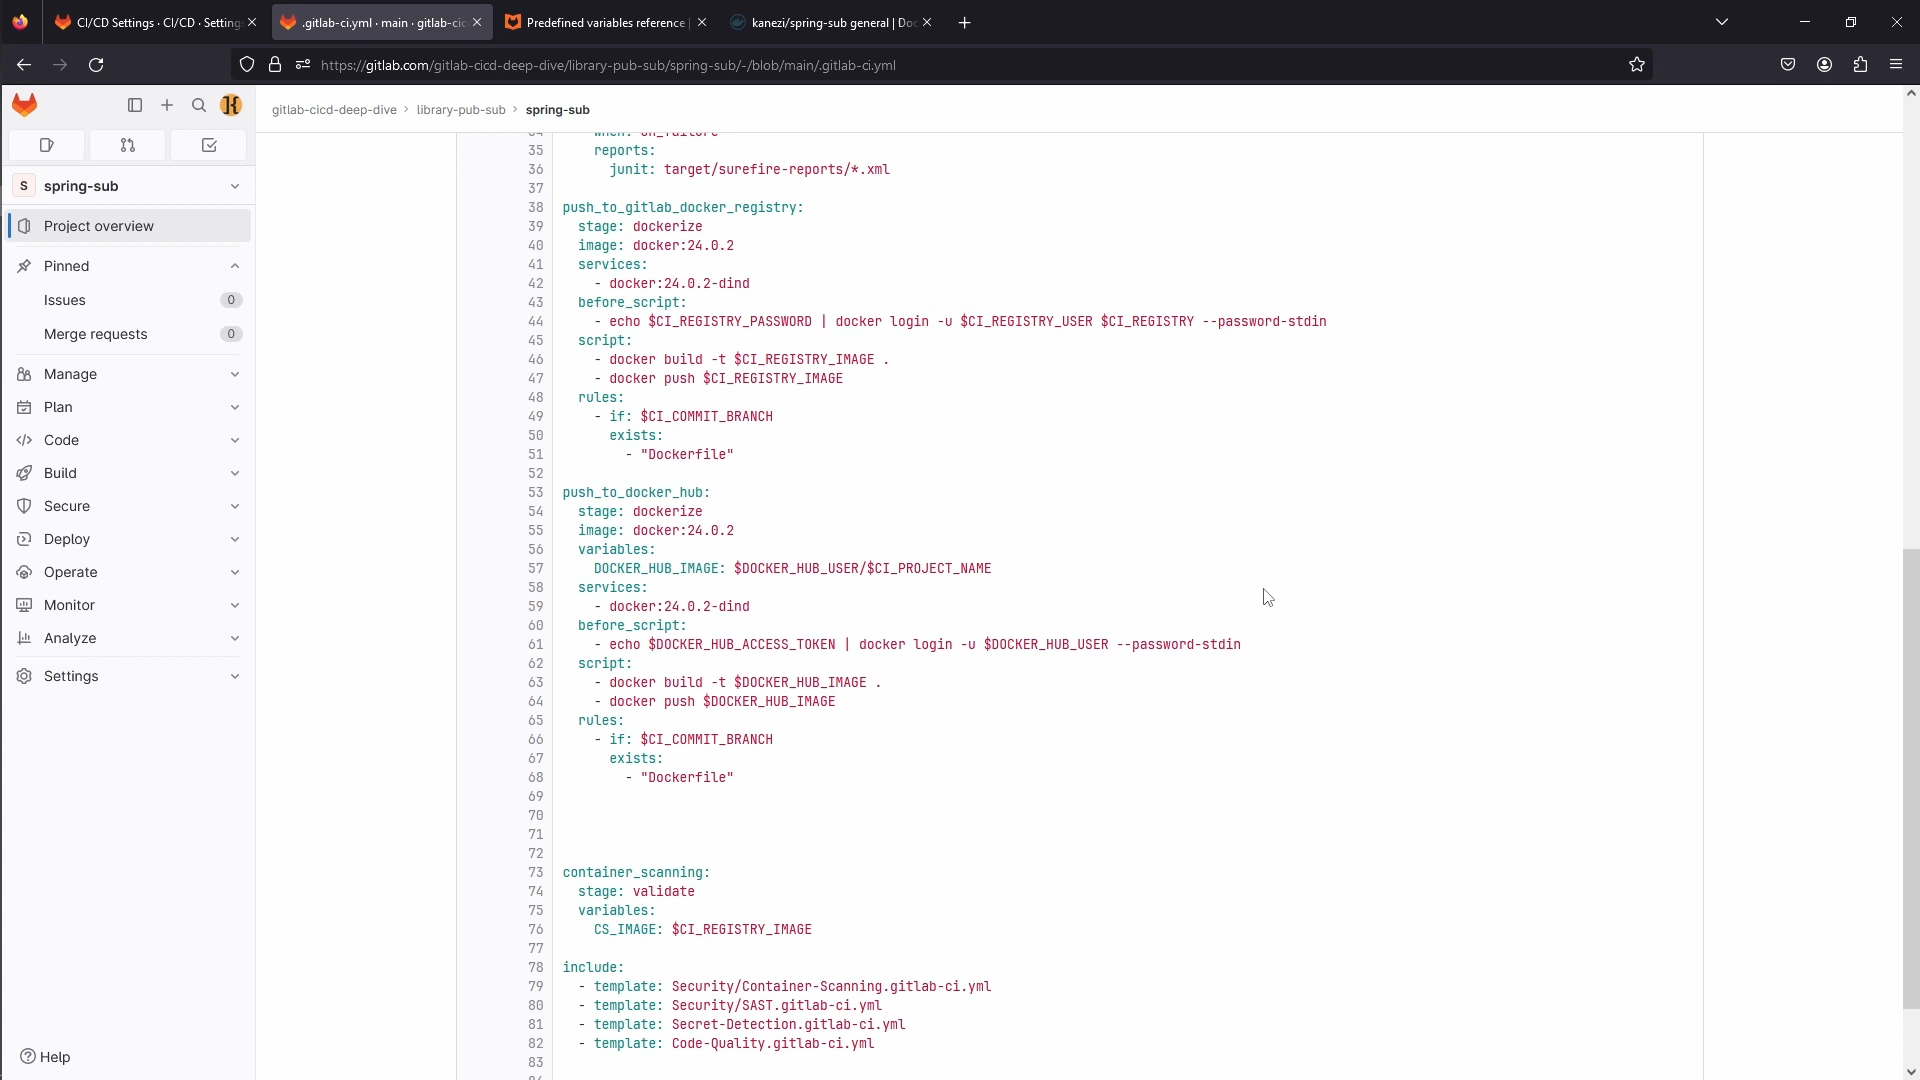 CI/CD Settings · CI/CD · Setting
.gitlab-ci.yml · main · gitlab-cic
Predefined variables reference |
kanezi/spring-sub general | Doc
https://gitlab.com/gitlab-cicd-deep-dive/library-pub-sub/spring-sub/-/blob/main/.gitlab-ci.yml
gitlab-cicd-deep-dive › library-pub-sub › spring-sub
S spring-sub
Project overview
Pinned
Issues 0
Merge requests 0
Manage
Plan
Code
Build
Secure
Deploy
Operate
Monitor
Analyze
Settings
Help
34 when: on_failure
35 reports:
36 junit: target/surefire-reports/*.xml
37
38 push_to_gitlab_docker_registry:
39 stage: dockerize
40 image: docker:24.0.2
41 services:
42 - docker:24.0.2-dind
43 before_script:
44 - echo $CI_REGISTRY_PASSWORD | docker login -u $CI_REGISTRY_USER $CI_REGISTRY --password-stdin
45 script:
46 - docker build -t $CI_REGISTRY_IMAGE .
47 - docker push $CI_REGISTRY_IMAGE
48 rules:
49 - if: $CI_COMMIT_BRANCH
50 exists:
51 - "Dockerfile"
52
53 push_to_docker_hub:
54 stage: dockerize
55 image: docker:24.0.2
56 variables:
57 DOCKER_HUB_IMAGE: $DOCKER_HUB_USER/$CI_PROJECT_NAME
58 services:
59 - docker:24.0.2-dind
60 before_script:
61 - echo $DOCKER_HUB_ACCESS_TOKEN | docker login -u $DOCKER_HUB_USER --password-stdin
62 script:
63 - docker build -t $DOCKER_HUB_IMAGE .
64 - docker push $DOCKER_HUB_IMAGE
65 rules:
66 - if: $CI_COMMIT_BRANCH
67 exists:
68 - "Dockerfile"
69
70
71
72
73 container_scanning:
74 stage: validate
75 variables:
76 CS_IMAGE: $CI_REGISTRY_IMAGE
77
78 include:
79 - template: Security/Container-Scanning.gitlab-ci.yml
80 - template: Security/SAST.gitlab-ci.yml
81 - template: Secret-Detection.gitlab-ci.yml
82 - template: Code-Quality.gitlab-ci.yml
83
84